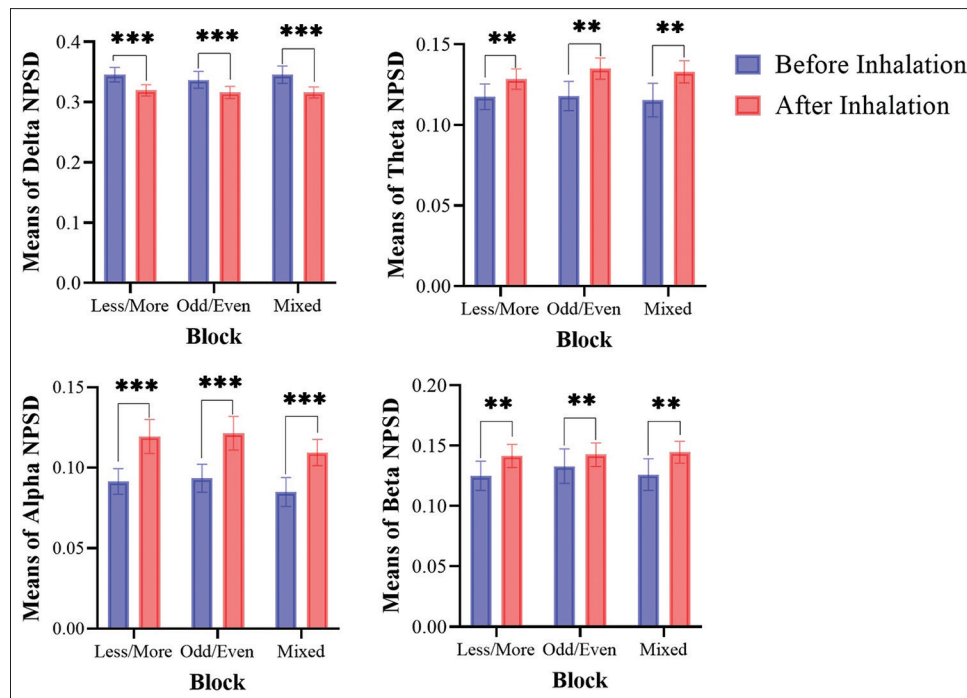 Means of Delta NPSD
0.4
0.3
0.2
0.1
0.0
*** *** ***
Less/More Odd/Even Mixed
Block
Means of Theta NPSD
0.15
0.10
0.05
0.00
** ** **
Less/More Odd/Even Mixed
Block
Before Inhalation
After Inhalation
Means of Alpha NPSD
0.15
0.10
0.05
0.00
*** *** ***
Less/More Odd/Even Mixed
Block
Means of Beta NPSD
0.20
0.15
0.10
0.05
0.00
** ** **
Less/More Odd/Even Mixed
Block